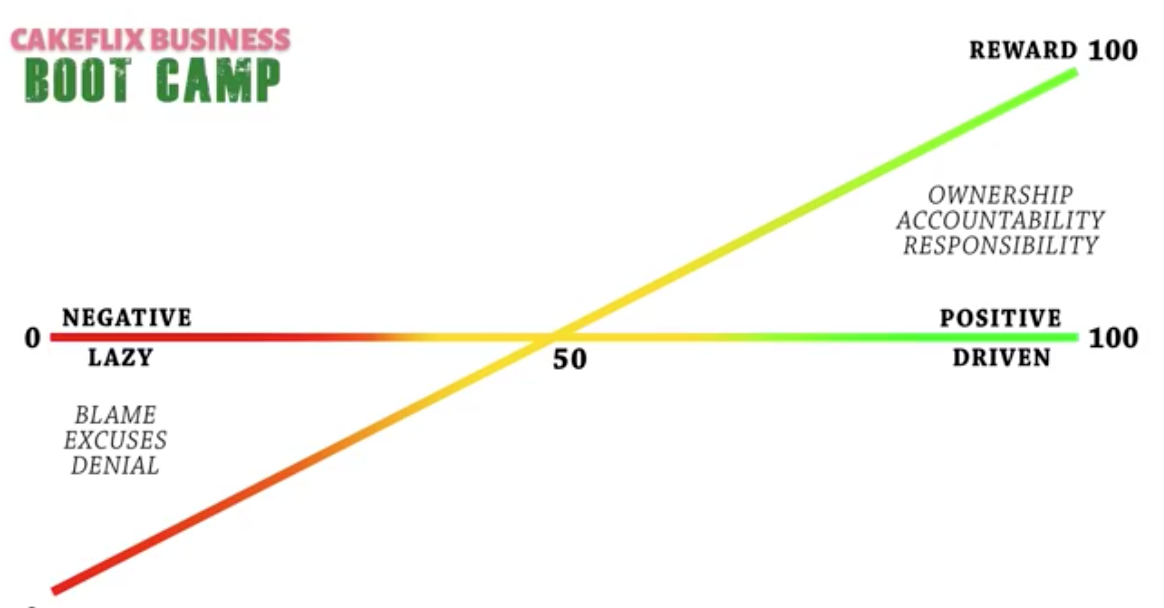 CAKEFLIX BUSINESS
BOOT CAMP
REWARD 100
OWNERSHIP
ACCOUNTABILITY
RESPONSIBILITY
NEGATIVE
POSITIVE
0
100
LAZY
50
DRIVEN
BLAME
EXCUSES
DENIAL